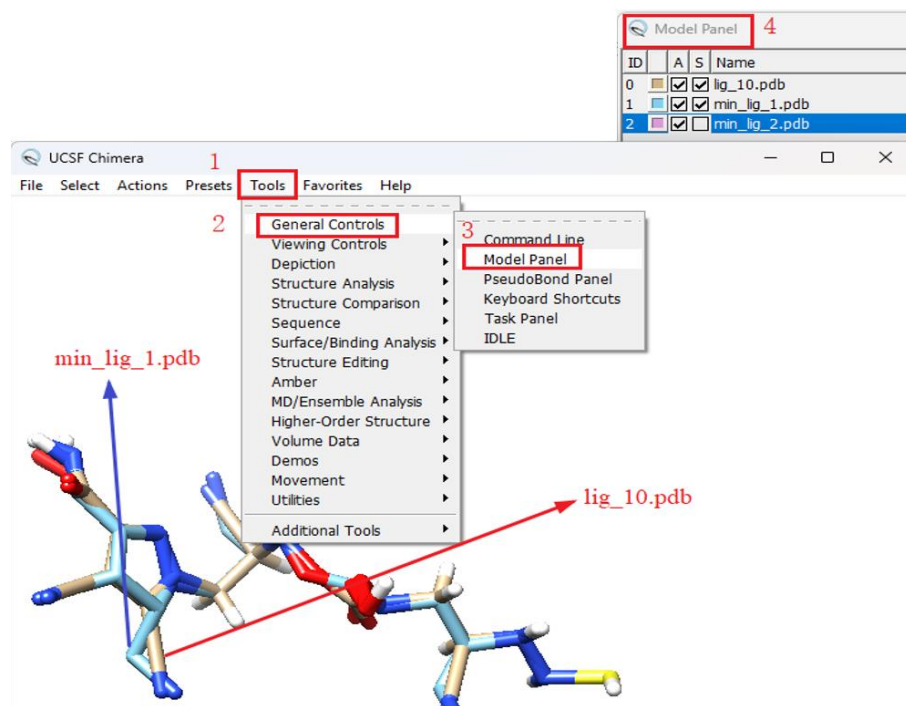 Model Panel 4
ID A S Name
0 lig_10.pdb
1 min_lig_1.pdb
2 min_lig_2.pdb
UCSF Chimera
1
File Select Actions Presets Tools Favorites Help
2
General Controls
Viewing Controls
Depiction
Structure Analysis
Structure Comparison
Sequence
Surface/Binding Analysis
Structure Editing
Amber
MD/Ensemble Analysis
Higher-Order Structure
Volume Data
Demos
Movement
Utilities
Additional Tools
3
Command Line
Model Panel
PseudoBond Panel
Keyboard Shortcuts
Task Panel
IDLE
min_lig_1.pdb
lig_10.pdb